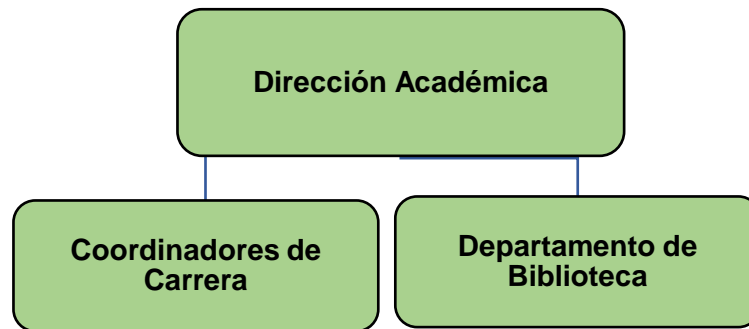 Dirección Académica
Coordinadores de
Carrera
Departamento de
Biblioteca